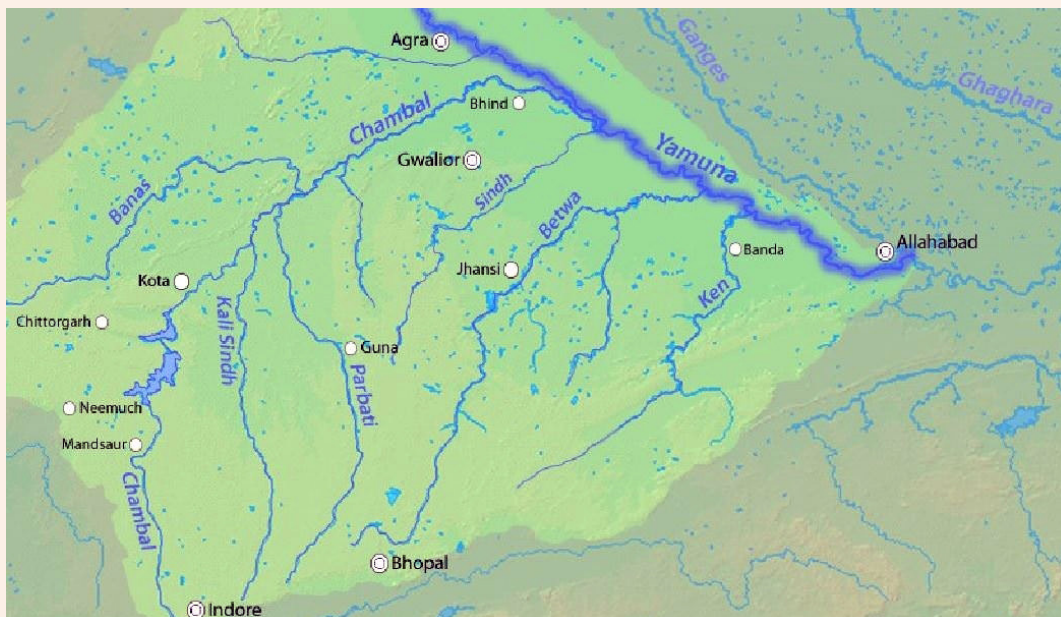 Agra
Ganges
Ghaghara
Bhind
Chambal
Yamuna
Gwalior
Sindh
Banas
Betwa
Allahabad
Banda
Jhansi
Kota
Ken
Kali Sindh
Chittorgarh
Guna
Parbati
Neemuch
Mandsaur
Chambal
Bhopal
Indore